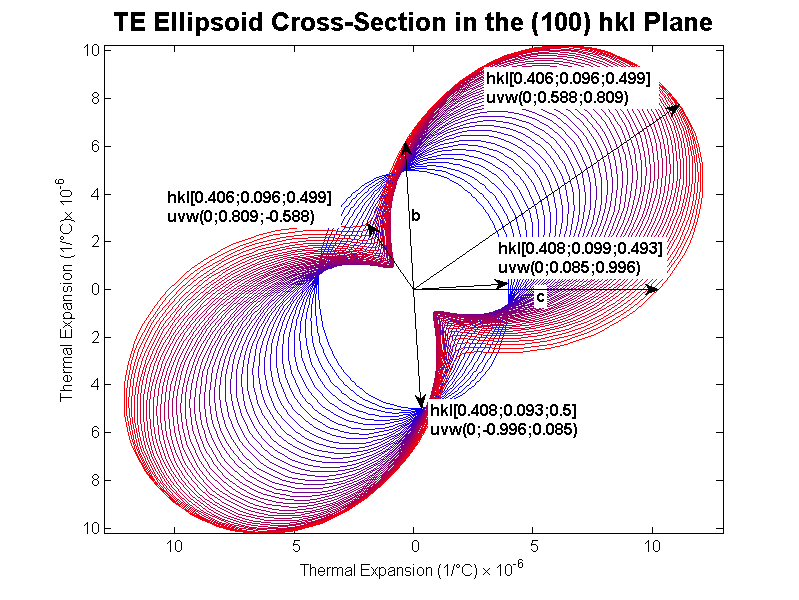 TE Ellipsoid Cross-Section in the (100) hkl Plane
10
8
6
4
2
0
2
4
6
8
10
Thermal Expansion (1/°C)× 10⁻⁶
hkl[0.406;0.096;0.499]
uvw(0;0.588;0.809)
hkl[0.406;0.096;0.499]
uvw(0;0.809;-0.588)
b
hkl[0.408;0.099;0.493]
uvw(0;0.085;0.996)
c
hkl[0.408;0.093;0.5]
uvw(0;-0.996;0.085)
10 5 0 5 10
Thermal Expansion (1/°C) × 10⁻⁶